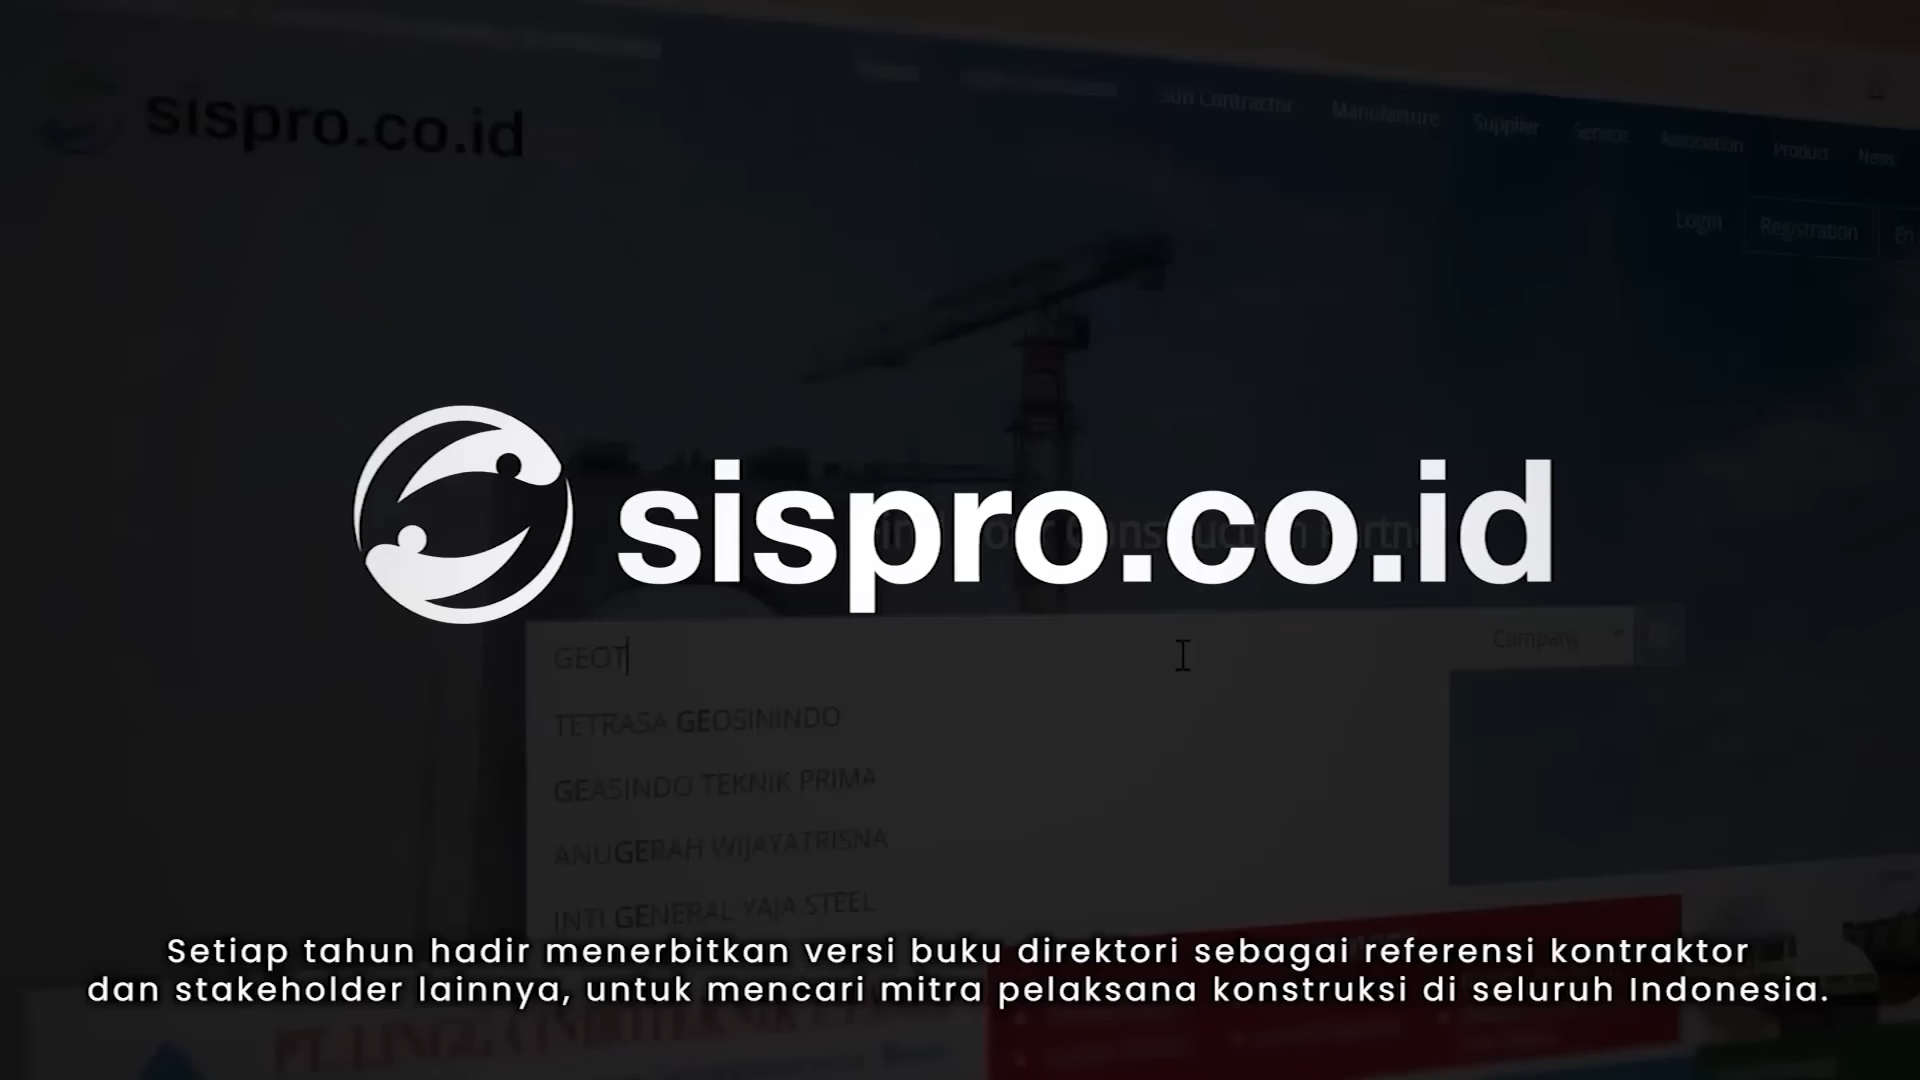 sispro.co.id
Sub Contractor Manufacture Supplier Service Association Product News
Login Registration En
sispro.co.id
GEOT
Company
TETRASA GEOSININDO
GEASINDO TEKNIK PRIMA
ANUGERAH WIJAYATRISNA
INTI GENERAL YAJA STEEL
Setiap tahun hadir menerbitkan versi buku direktori sebagai referensi kontraktor
dan stakeholder lainnya, untuk mencari mitra pelaksana konstruksi di seluruh Indonesia.